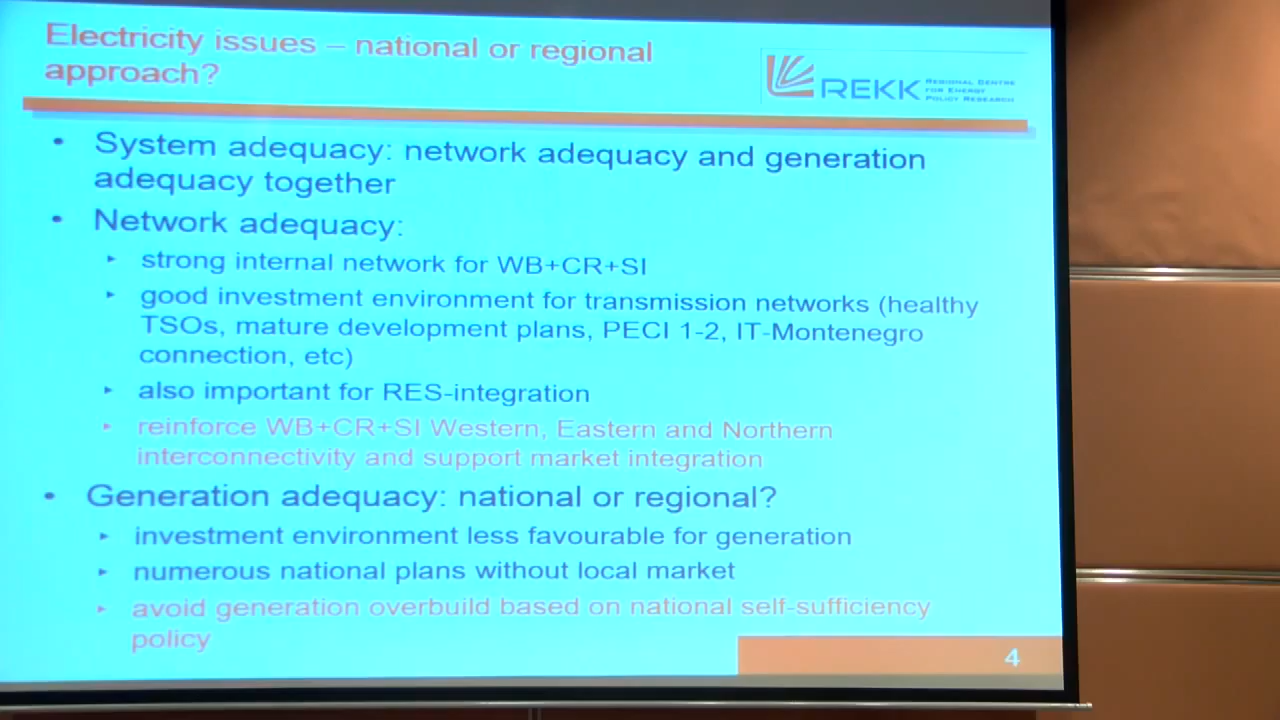 Electricity issues – national or regional
approach?
REKK
REGIONAL CENTRE
FOR ENERGY
POLICY RESEARCH
• System adequacy: network adequacy and generation
adequacy together
• Network adequacy:
▸ strong internal network for WB+CR+SI
▸ good investment environment for transmission networks (healthy
TSOs, mature development plans, PECI 1-2, IT-Montenegro
connection, etc)
▸ also important for RES-integration
▸ reinforce WB+CR+SI Western, Eastern and Northern
interconnectivity and support market integration
• Generation adequacy: national or regional?
▸ investment environment less favourable for generation
▸ numerous national plans without local market
▸ avoid generation overbuild based on national self-sufficiency
policy
4